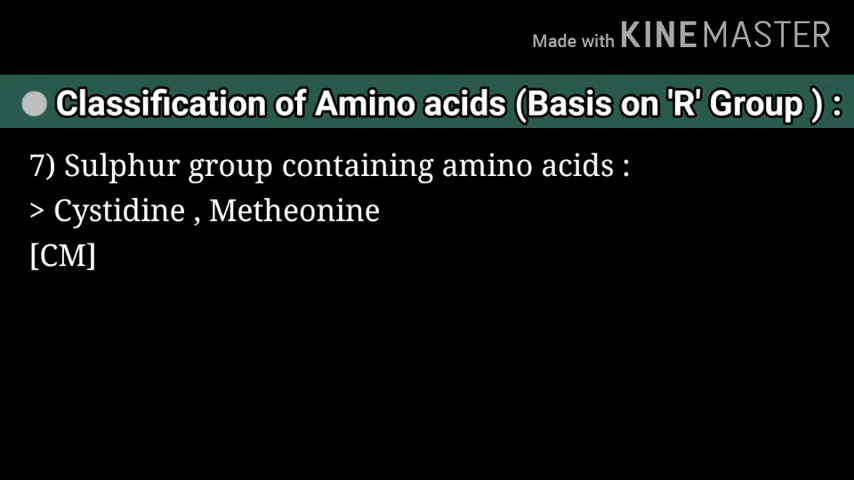 Made with KINEMASTER
Classification of Amino acids (Basis on 'R' Group ) :
7) Sulphur group containing amino acids :
> Cystidine , Metheonine
[CM]